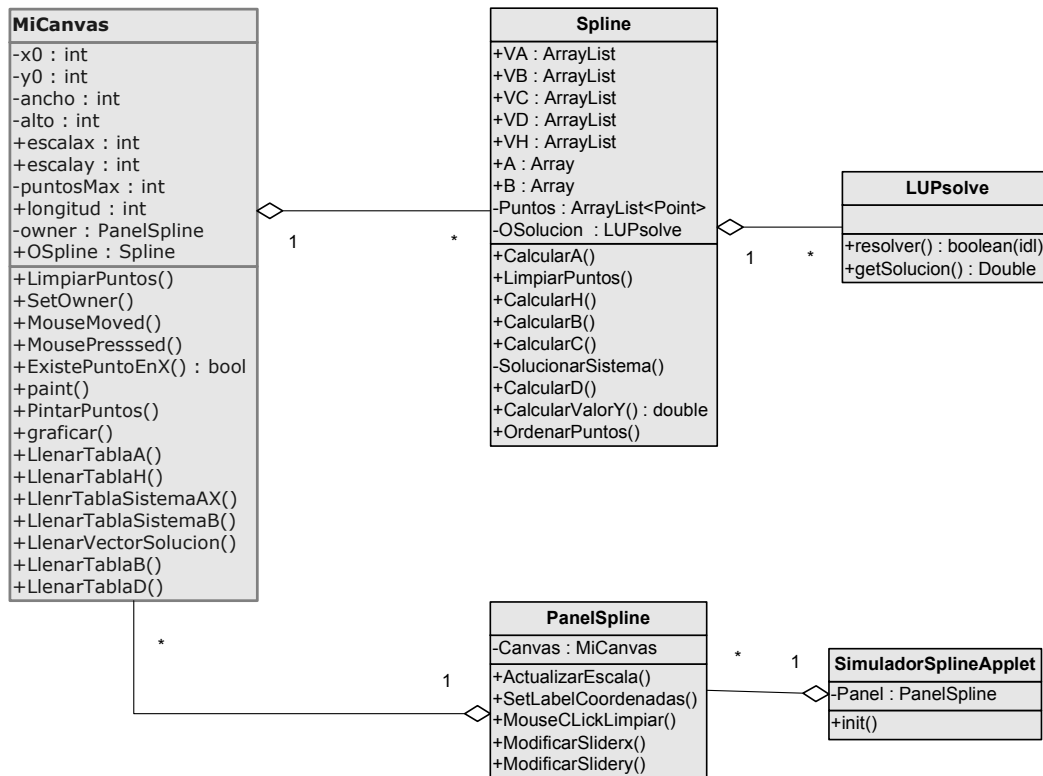 MiCanvas
-x0 : int
-y0 : int
-ancho : int
-alto : int
+escalax : int
+escalay : int
-puntosMax : int
+longitud : int
-owner : PanelSpline
+OSpline : Spline
+LimpiarPuntos()
+SetOwner()
+MouseMoved()
+MousePresssed()
+ExistePuntoEnX() : bool
+paint()
+PintarPuntos()
+graficar()
+LlenarTablaA()
+LlenarTablaH()
+LlenrTablaSistemaAX()
+LlenarTablaSistemaB()
+LlenarVectorSolucion()
+LlenarTablaB()
+LlenarTablaD()
1
*
Spline
+VA : ArrayList
+VB : ArrayList
+VC : ArrayList
+VD : ArrayList
+VH : ArrayList
+A : Array
+B : Array
-Puntos : ArrayList<Point>
-OSolucion : LUPsolve
+CalcularA()
+LimpiarPuntos()
+CalcularH()
+CalcularB()
+CalcularC()
-SolucionarSistema()
+CalcularD()
+CalcularValorY() : double
+OrdenarPuntos()
1
*
LUPsolve
+resolver() : boolean(idl)
+getSolucion() : Double
*
1
PanelSpline
-Canvas : MiCanvas
+ActualizarEscala()
+SetLabelCoordenadas()
+MouseCLickLimpiar()
+ModificarSliderx()
+ModificarSlidery()
*
1
SimuladorSplineApplet
-Panel : PanelSpline
+init()